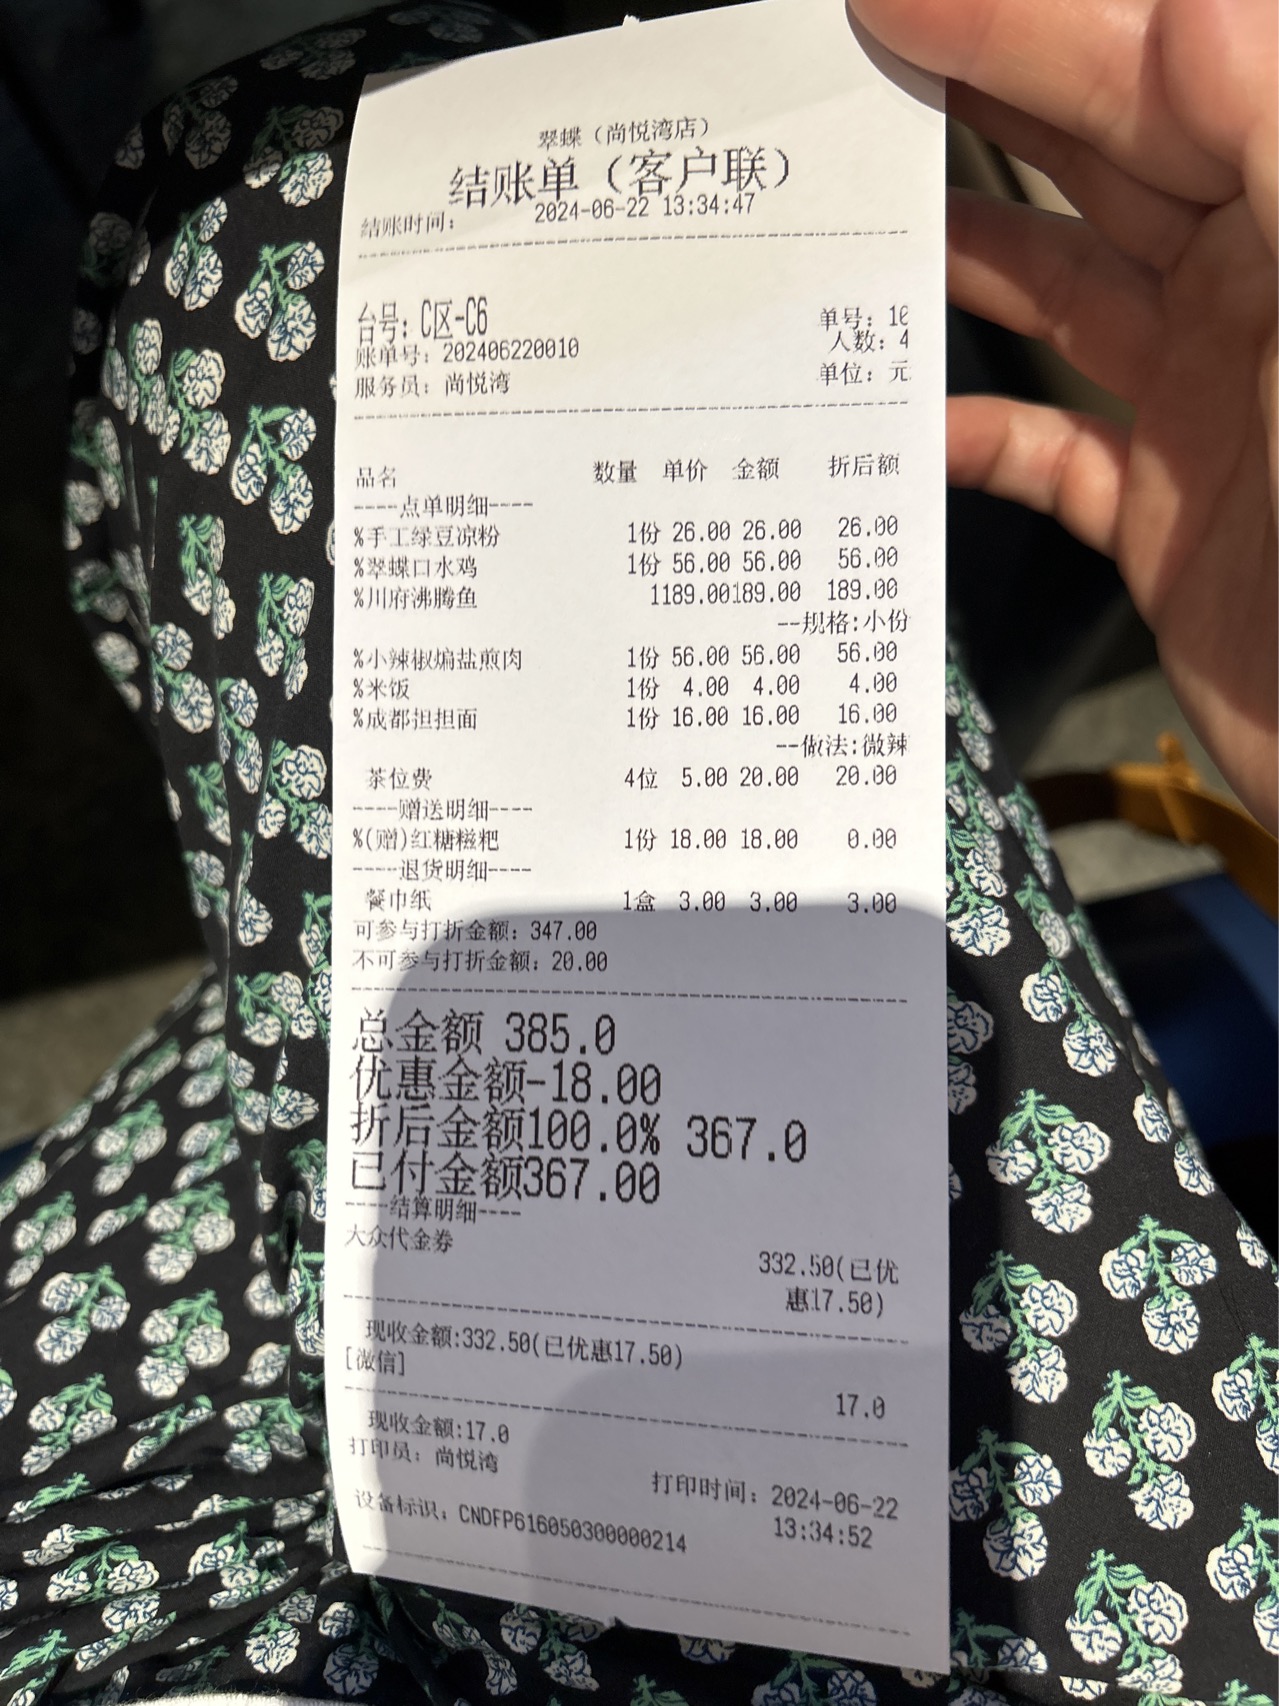 翠蝶（尚悦湾店）
结账单（客户联）
结账时间： 2024-06-22 13:34:47
台号: C区-C6
单号：10
账单号：202406220010
人数：4
服务员：尚悦湾
单位：元
品名 数量 单价 金额 折后额
----点单明细----
%手工绿豆凉粉 1份 26.00 26.00 26.00
%翠蝶口水鸡 1份 56.00 56.00 56.00
%川府沸腾鱼 1189.00189.00 189.00
--规格:小份
%小辣椒煸盐煎肉 1份 56.00 56.00 56.00
%米饭 1份 4.00 4.00 4.00
%成都担担面 1份 16.00 16.00 16.00
--做法:微辣
茶位费 4位 5.00 20.00 20.00
----赠送明细----
%(赠)红糖糍粑 1份 18.00 18.00 0.00
----退货明细----
餐巾纸 1盒 3.00 3.00 3.00
可参与打折金额：347.00
不可参与打折金额：20.00
总金额 385.0
优惠金额-18.00
折后金额100.0% 367.0
已付金额367.00
----结算明细----
大众代金券
332.50(已优
惠17.50)
现收金额:332.50(已优惠17.50)
[微信]
17.0
现收金额:17.0
打印员：尚悦湾
打印时间：2024-06-22
13:34:52
设备标识：CNDFP616050300000214